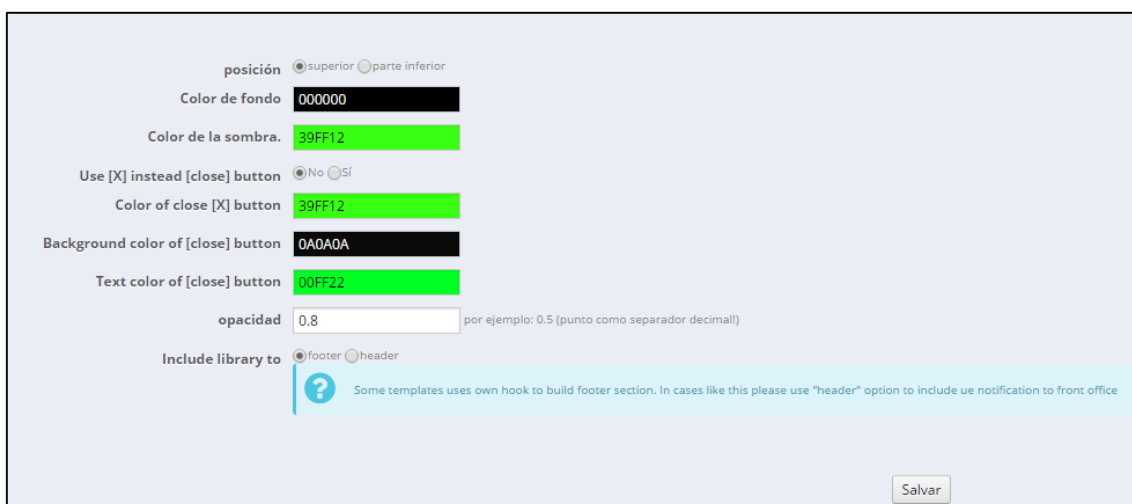 posición superior parte inferior
Color de fondo 000000
Color de la sombra. 39FF12
Use [X] instead [close] button No Sí
Color of close [X] button 39FF12
Background color of [close] button 0A0A0A
Text color of [close] button 00FF22
opacidad 0.8 por ejemplo: 0.5 (punto como separador decimal!)
Include library to footer header
Some templates uses own hook to build footer section. In cases like this please use "header" option to include ue notification to front office
Salvar